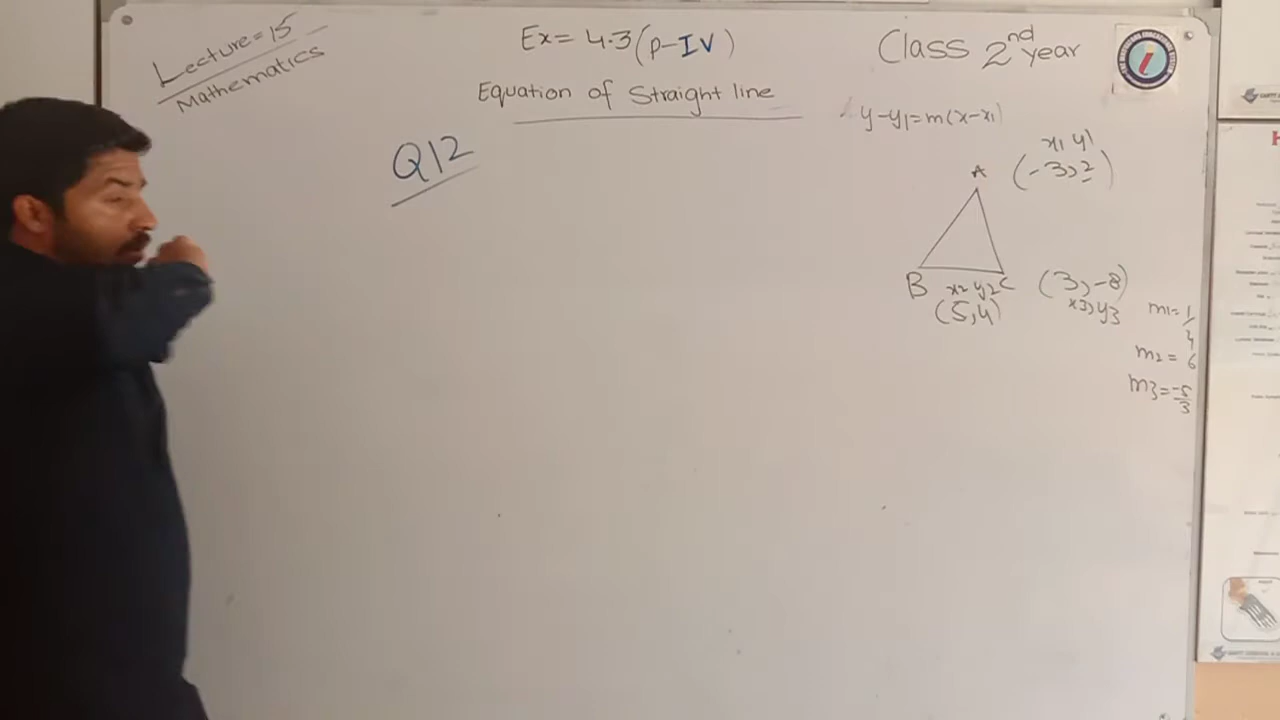 Lecture=15
Mathematics
Ex= 4.3(P-IV)
Equation of Straight line
Class 2nd year
y-y1=m(x-x1)
Q12
x1 y1
A (-3,2)
B x2 y2 C (3,-8)
(5,4) x3,y3
m1=1/4
m2=6
m3=-5/3